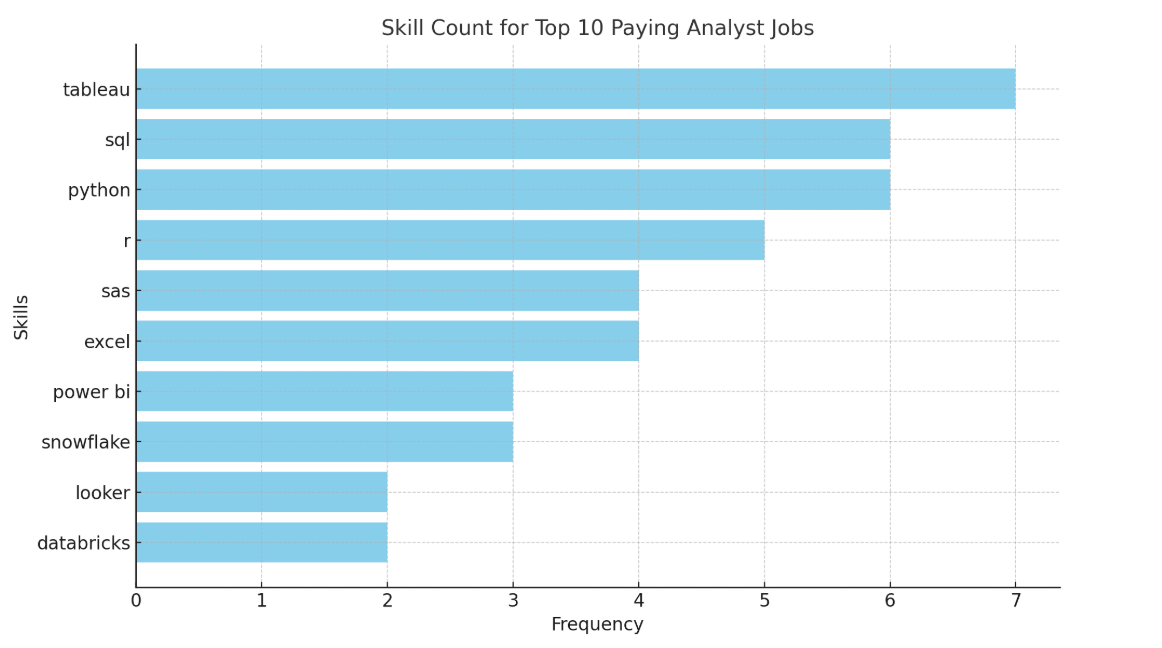 Skill Count for Top 10 Paying Analyst Jobs
Skills
tableau
sql
python
r
sas
excel
power bi
snowflake
looker
databricks
0 1 2 3 4 5 6 7
Frequency